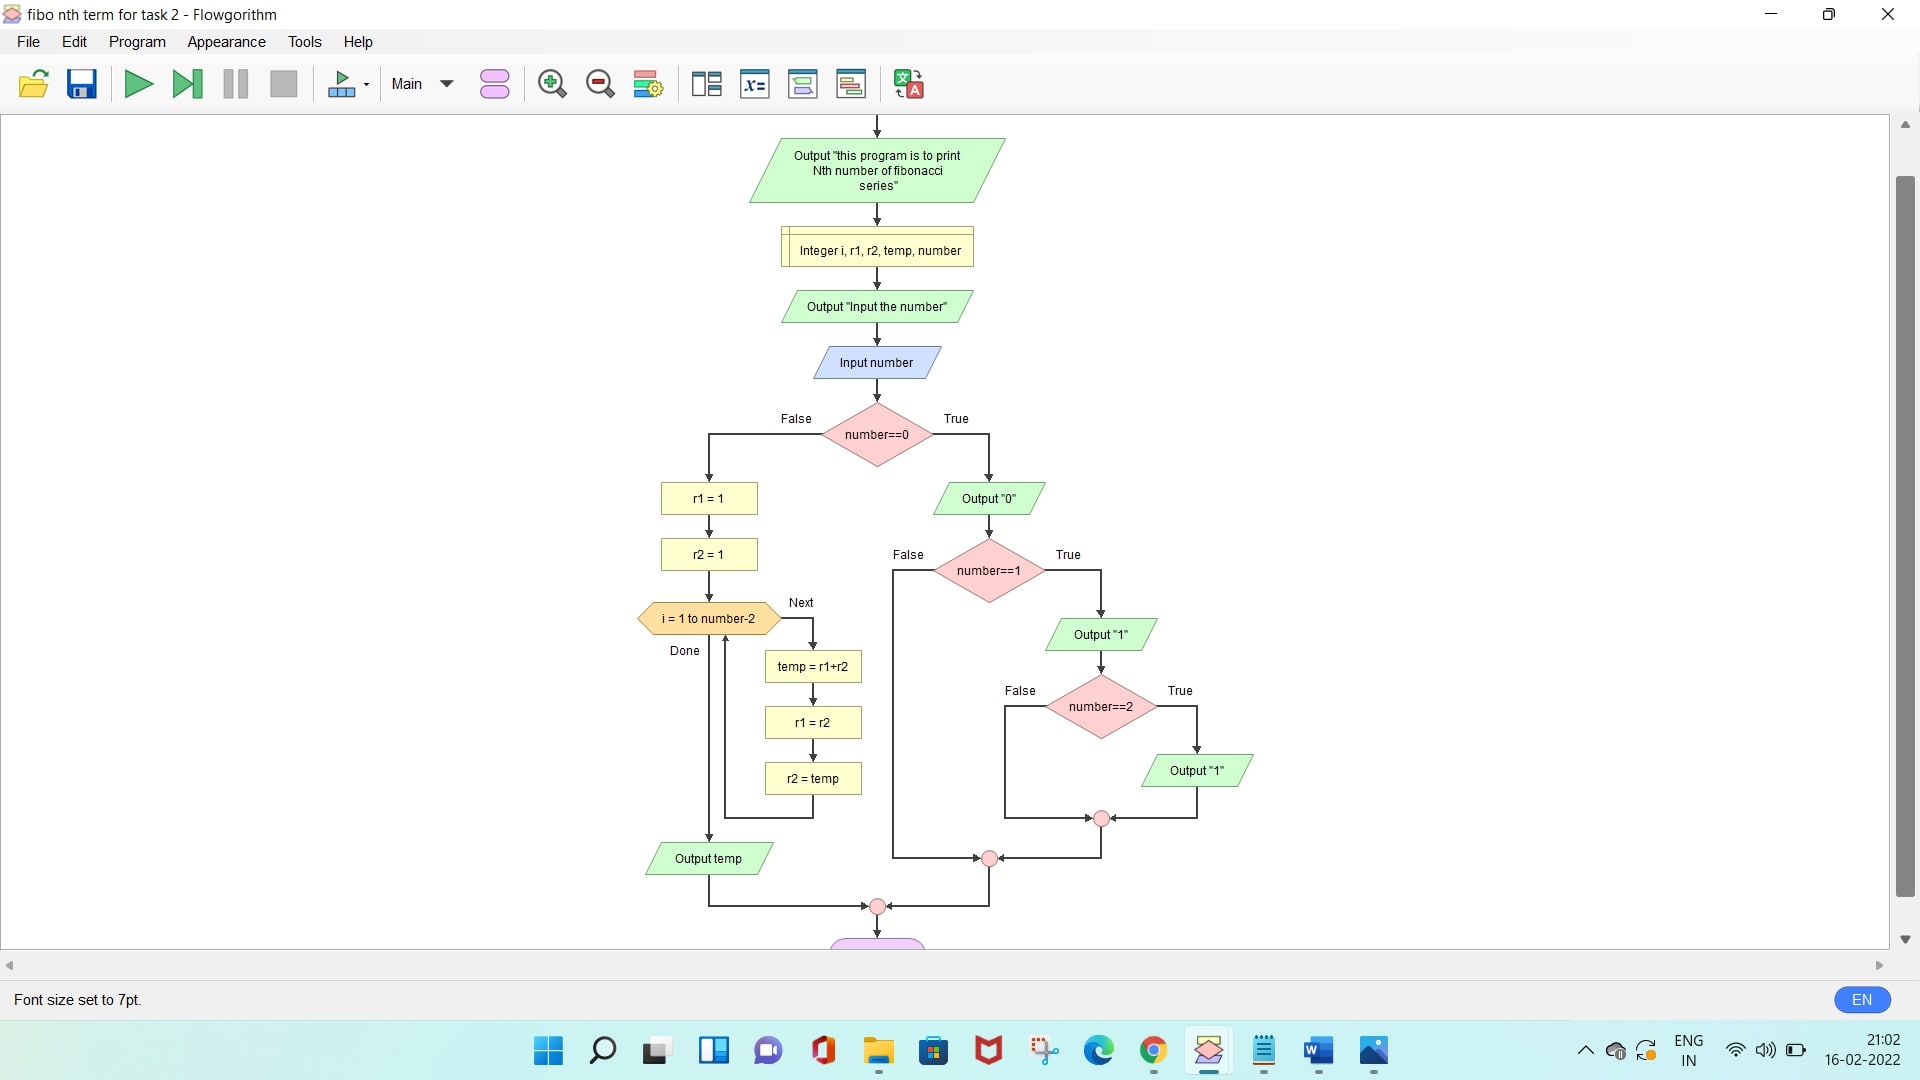 fibo nth term for task 2 - Flowgorithm
File Edit Program Appearance Tools Help
Main
x=
文
A
Output "this program is to print
Nth number of fibonacci
series"
Integer i, r1, r2, temp, number
Output "Input the number"
Input number
False
True
number==0
r1 = 1
Output "0"
r2 = 1
False
True
number==1
Next
i = 1 to number-2
Done
Output "1"
temp = r1+r2
False
True
number==2
r1 = r2
r2 = temp
Output "1"
Output temp
Font size set to 7pt.
EN
W
ENG
IN
21:02
16-02-2022